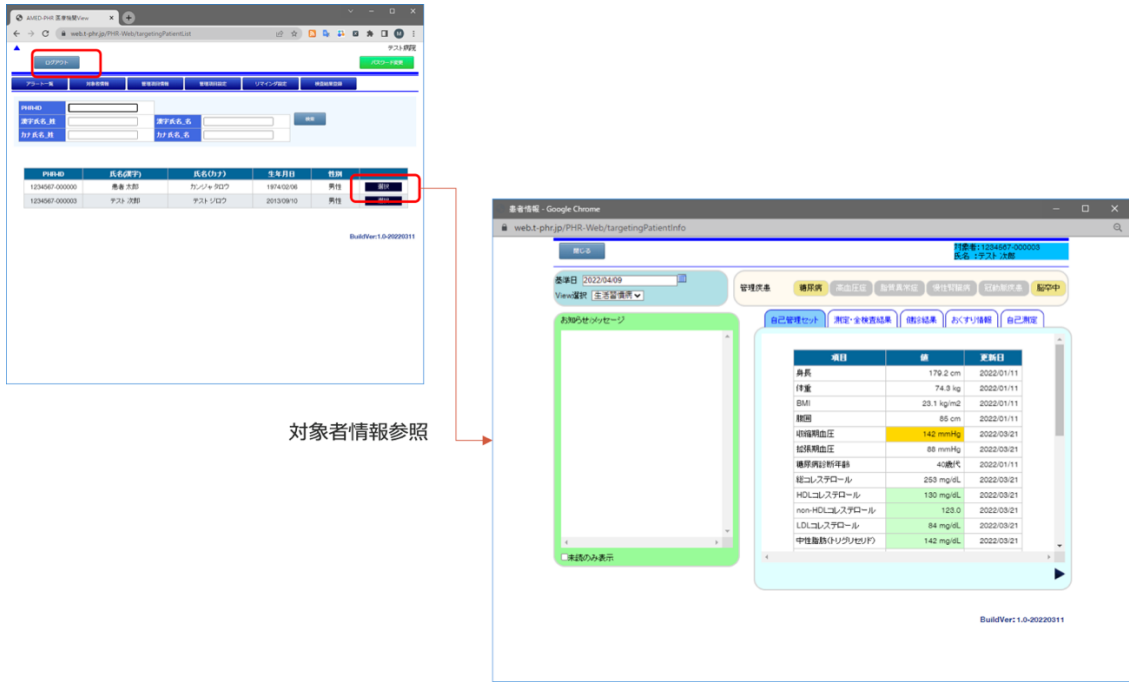 AMED-PHR 医療機関View
web.t-phr.jp/PHR-Web/targetingPatientList
テスト病院
ログアウト
パスワード変更
アラート一覧 対象者情報 管理項目情報 管理項目設定 リマインダ設定 検査結果登録
PHR-ID
漢字氏名_姓 漢字氏名_名 検索
カナ氏名_姓 カナ氏名_名
PHR-ID 氏名(漢字) 氏名(カナ) 生年月日 性別
1234567-000000 患者 太郎 カンジャ タロウ 1974/02/06 男性 選択
1234567-000003 テスト 次郎 テスト ジロウ 2013/09/10 男性 選択
BuildVer:1.0-20220311
対象者情報参照
患者情報 - Google Chrome
web.t-phr.jp/PHR-Web/targetingPatientInfo
閉じる
対象者:1234567-000003
氏名 :テスト 次郎
基準日 2022/04/09
View選択 生活習慣病
管理疾患 糖尿病 高血圧症 脂質異常症 慢性腎臓病 冠動脈疾患 脳卒中
お知らせ・メッセージ
未読のみ表示
自己管理セット 測定・全検査結果 健診結果 おくすり情報 自己測定
項目 値 更新日
身長 179.2 cm 2022/01/11
体重 74.3 kg 2022/01/11
BMI 23.1 kg/m2 2022/01/11
腹囲 85 cm 2022/01/11
収縮期血圧 142 mmHg 2022/03/21
拡張期血圧 88 mmHg 2022/03/21
糖尿病診断年齢 40歳代 2022/01/11
総コレステロール 253 mg/dL 2022/03/21
HDLコレステロール 130 mg/dL 2022/03/21
non-HDLコレステロール 123.0 2022/03/21
LDLコレステロール 84 mg/dL 2022/03/21
中性脂肪(トリグリセリド) 142 mg/dL 2022/03/21
BuildVer:1.0-20220311